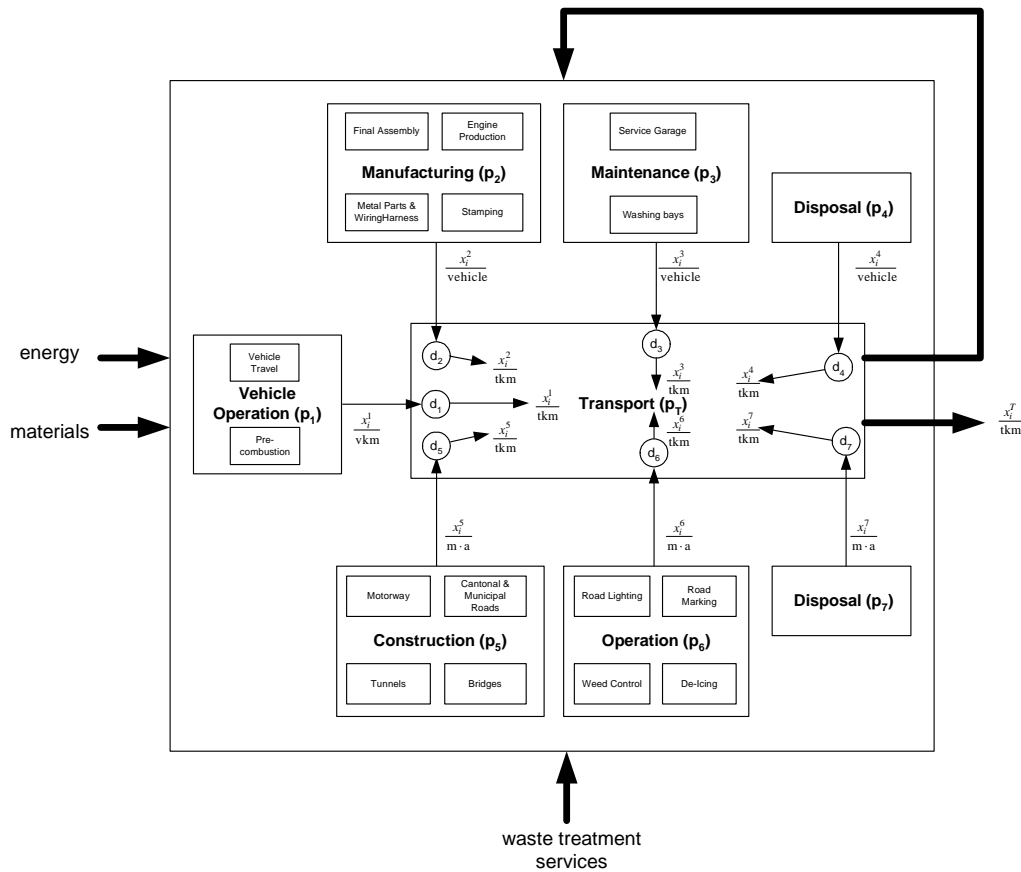 Final Assembly
Engine
Production
Manufacturing (p2)
Metal Parts &
WiringHarness
Stamping
Service Garage
Maintenance (p3)
Washing bays
Disposal (p4)
x_i^2/vehicle
x_i^3/vehicle
x_i^4/vehicle
energy
materials
Vehicle
Travel
Vehicle
Operation (p1)
Pre-
combustion
x_i^1/vkm
d2
x_i^2/tkm
d1
x_i^1/tkm
d5
x_i^5/tkm
d3
x_i^3/tkm
Transport (pT)
x_i^6/tkm
d6
d4
x_i^4/tkm
x_i^7/tkm
d7
x_i^T/tkm
x_i^5/m · a
x_i^6/m · a
x_i^7/m · a
Motorway
Cantonal &
Municipal
Roads
Construction (p5)
Tunnels
Bridges
Road Lighting
Road
Marking
Operation (p6)
Weed Control
De-Icing
Disposal (p7)
waste treatment
services